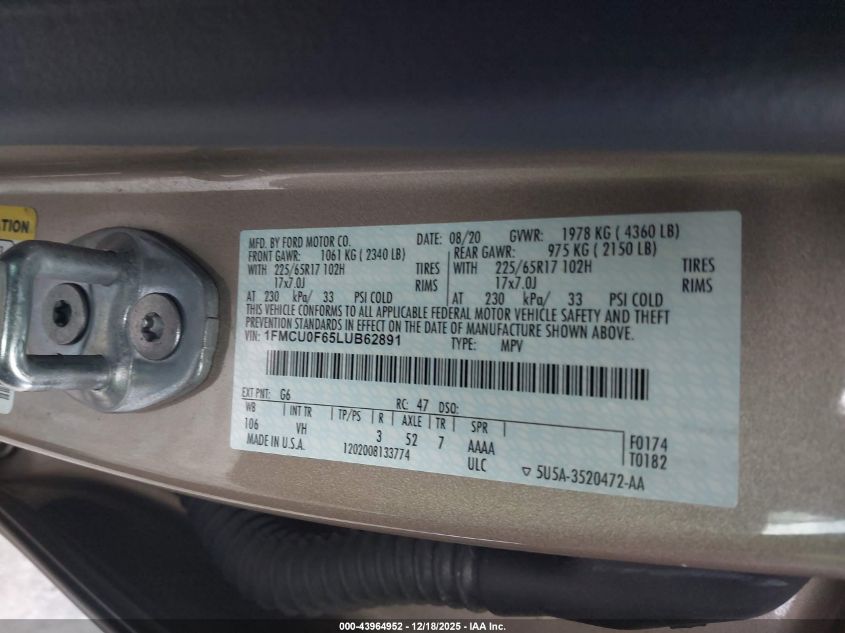 ATION
MFD. BY FORD MOTOR CO. DATE: 08/20 GVWR: 1978 KG ( 4360 LB)
FRONT GAWR: 1061 KG ( 2340 LB) REAR GAWR: 975 KG ( 2150 LB)
WITH 225/65R17 102H TIRES WITH 225/65R17 102H TIRES
17x7.0J RIMS 17x7.0J RIMS
AT 230 kPa/ 33 PSI COLD AT 230 kPa/ 33 PSI COLD
THIS VEHICLE CONFORMS TO ALL APPLICABLE FEDERAL MOTOR VEHICLE SAFETY AND THEFT
PREVENTION STANDARDS IN EFFECT ON THE DATE OF MANUFACTURE SHOWN ABOVE.
VIN: 1FMCU0F65LUB62891 TYPE: MPV
EXT PNT: G6 RC: 47 DSO:
WB INT TR TP/PS R AXLE TR SPR
106 VH 3 52 7 AAAA F0174
MADE IN U.S.A. 1202008133774 ULC T0182
5U5A-3520472-AA
000-43964952 - 12/18/2025 - IAA Inc.